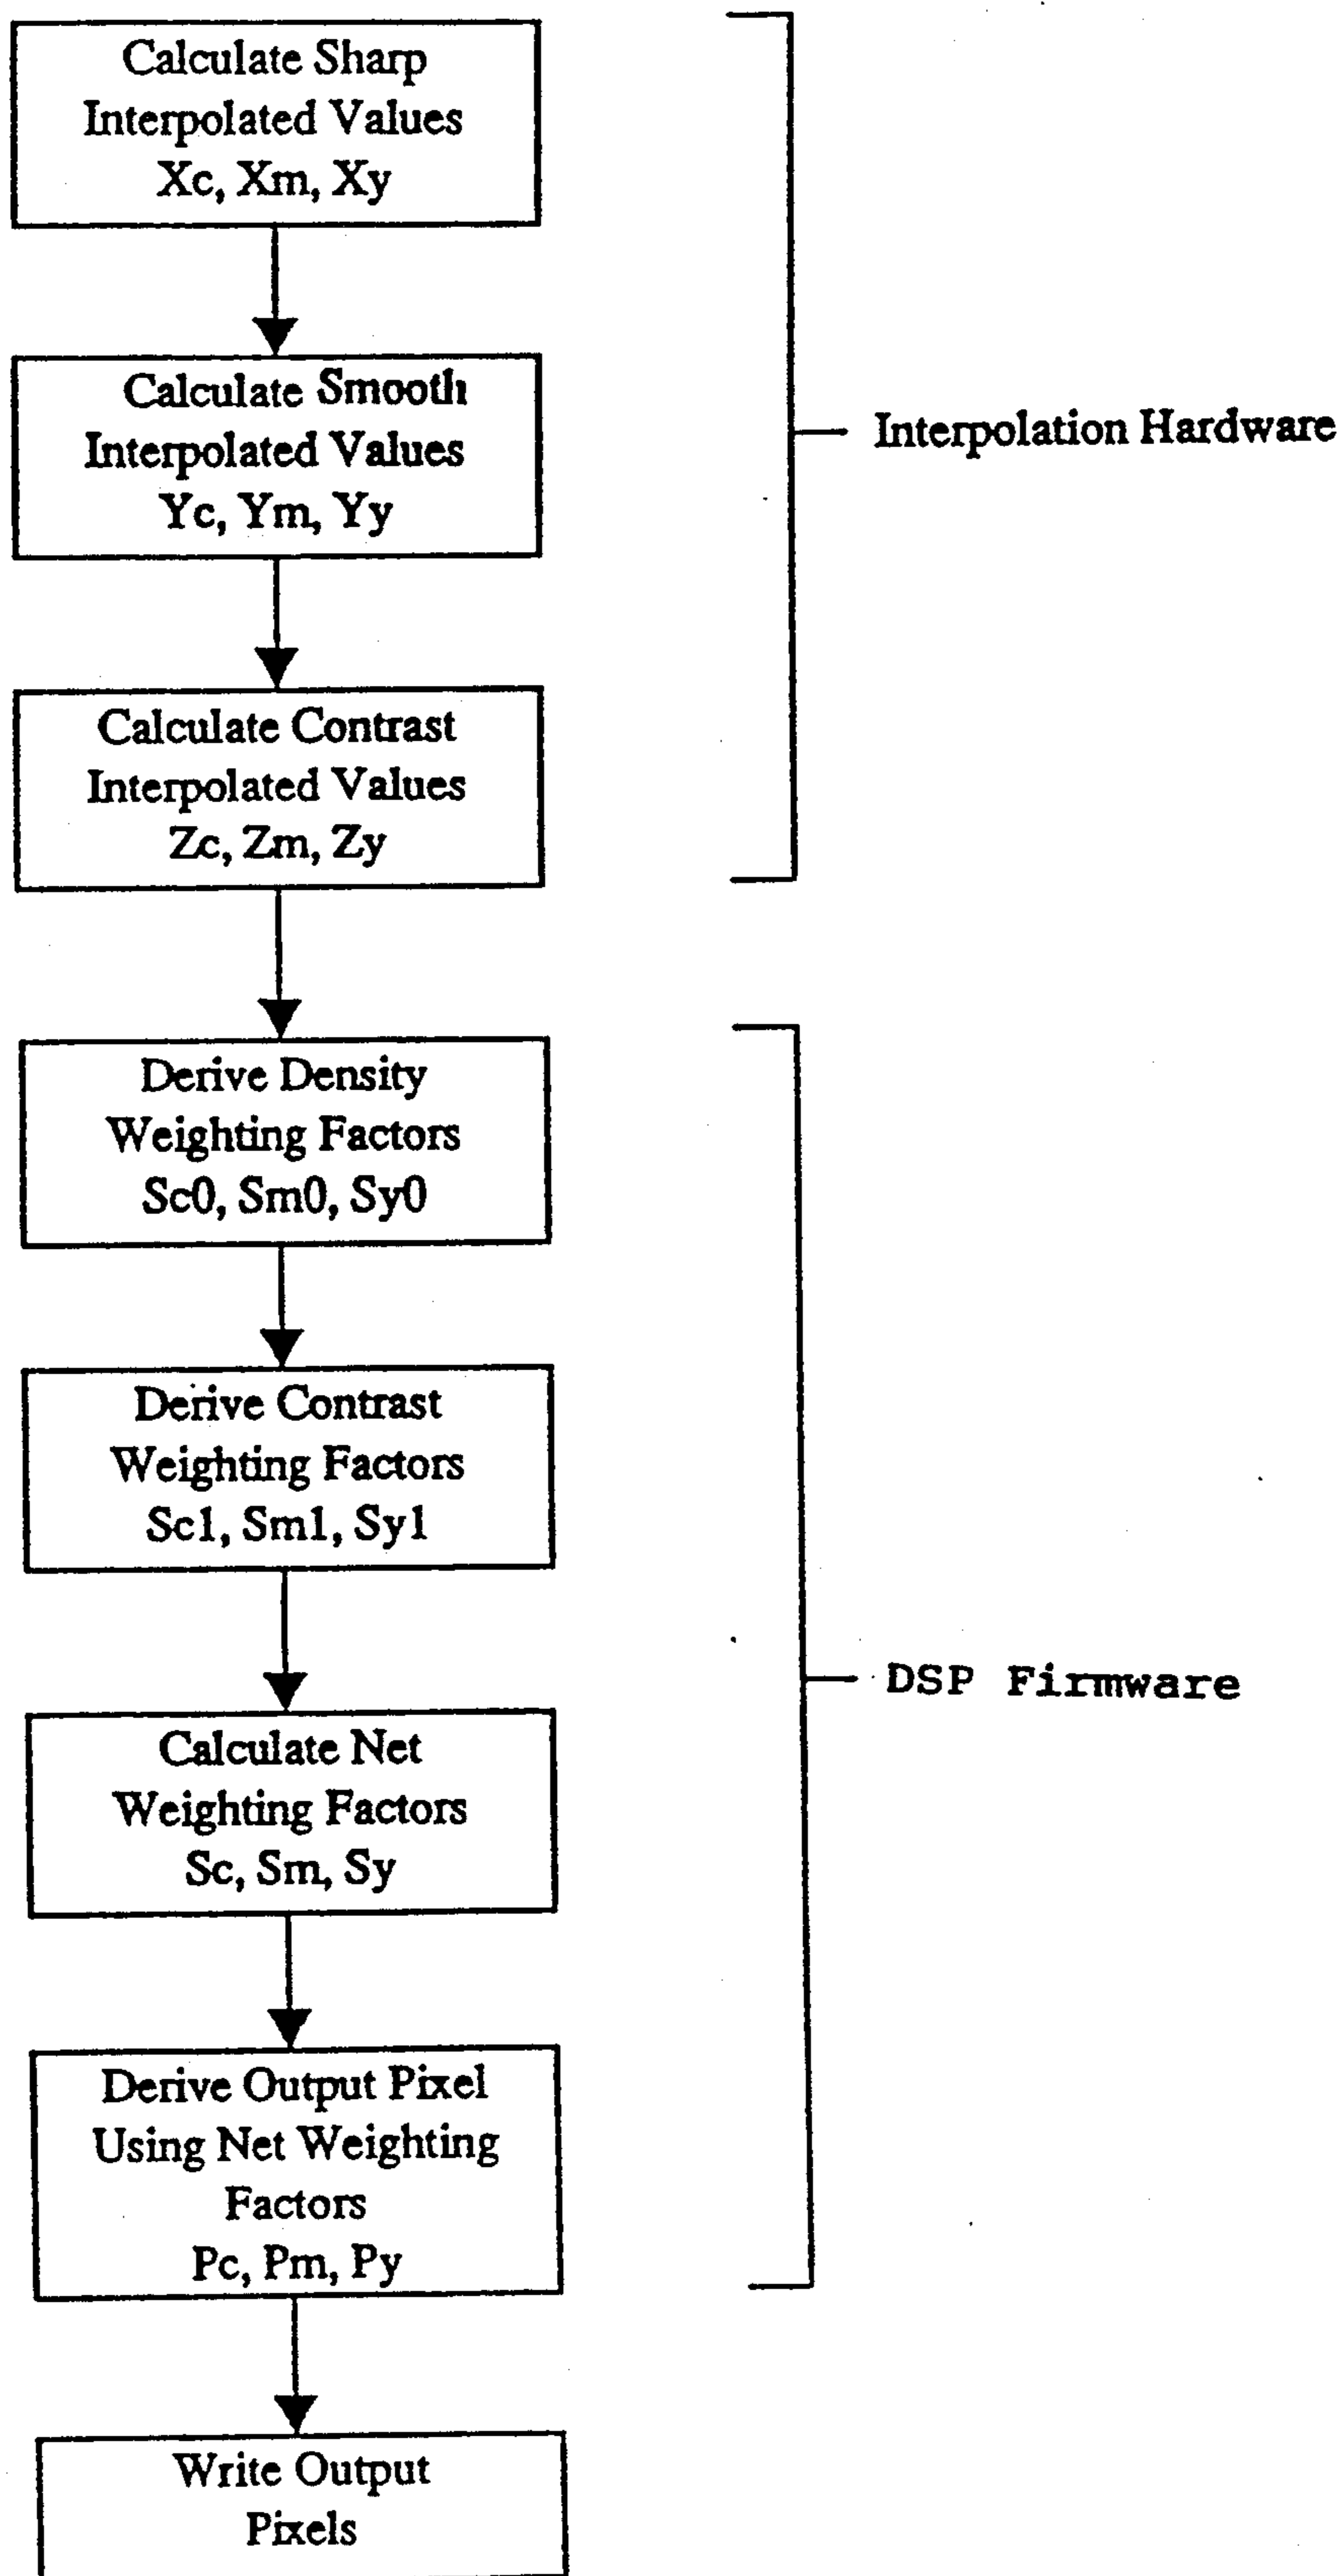 Calculate Sharp
Interpolated Values
Xc, Xm, Xy
Calculate Smooth
Interpolated Values
Yc, Ym, Yy
Interpolation Hardware
Calculate Contrast
Interpolated Values
Zc, Zm, Zy
Derive Density
Weighting Factors
Sc0, Sm0, Sy0
Derive Contrast
Weighting Factors
Sc1, Sm1, Sy1
DSP Firmware
Calculate Net
Weighting Factors
Sc, Sm, Sy
Derive Output Pixel
Using Net Weighting
Factors
Pc, Pm, Py
Write Output
Pixels